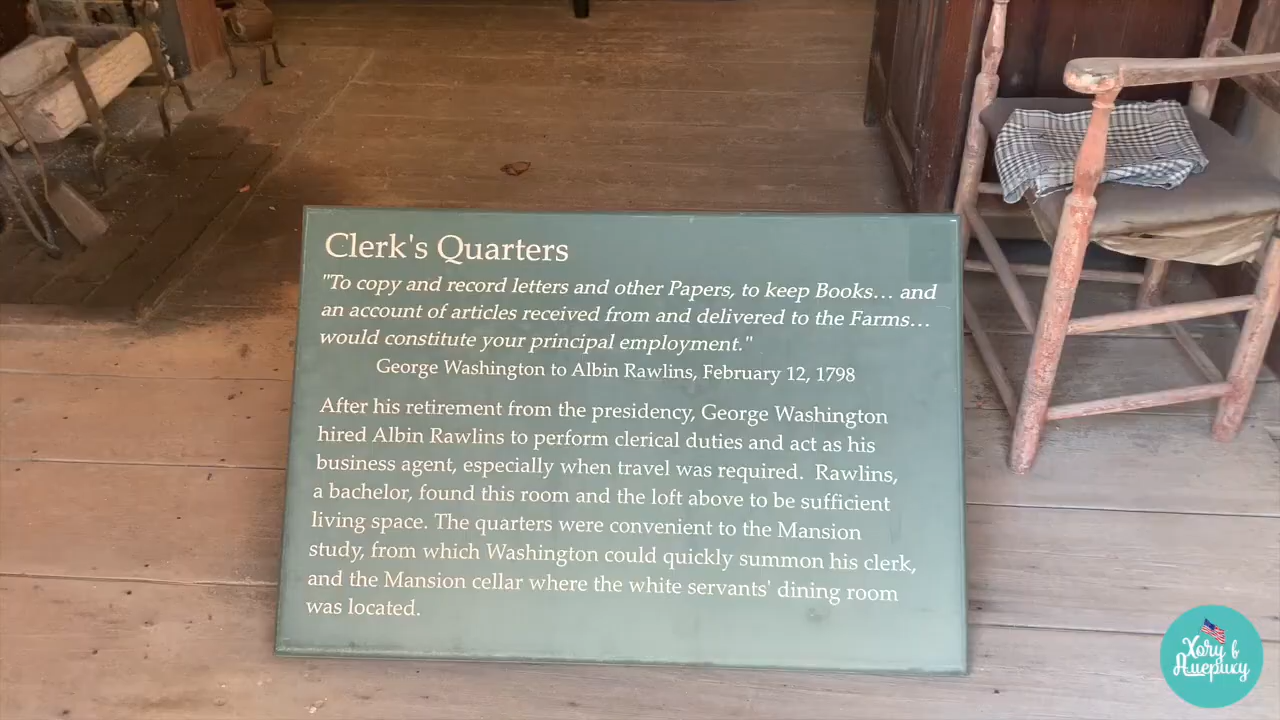 Clerk's Quarters
"To copy and record letters and other Papers, to keep Books... and
an account of articles received from and delivered to the Farms...
would constitute your principal employment."
George Washington to Albin Rawlins, February 12, 1798
After his retirement from the presidency, George Washington
hired Albin Rawlins to perform clerical duties and act as his
business agent, especially when travel was required.  Rawlins,
a bachelor, found this room and the loft above to be sufficient
living space. The quarters were convenient to the Mansion
study, from which Washington could quickly summon his clerk,
and the Mansion cellar where the white servants' dining room
was located.
Хочу в
Америку